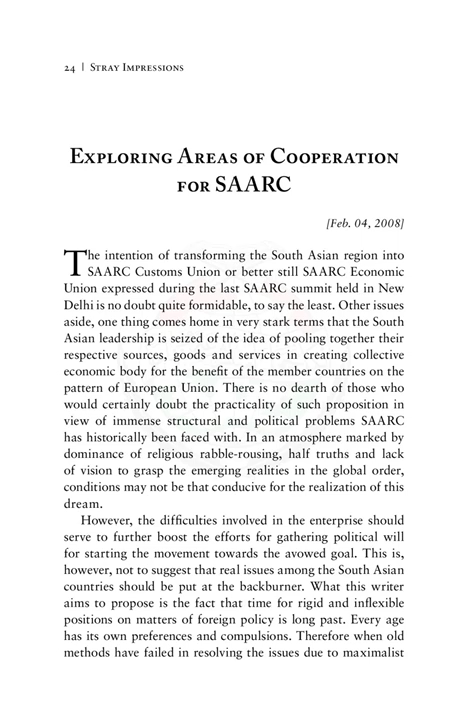 24 | Stray Impressions
Exploring Areas of Cooperation
for SAARC
[Feb. 04, 2008]
The intention of transforming the South Asian region into
SAARC Customs Union or better still SAARC Economic
Union expressed during the last SAARC summit held in New
Delhi is no doubt quite formidable, to say the least. Other issues
aside, one thing comes home in very stark terms that the South
Asian leadership is seized of the idea of pooling together their
respective sources, goods and services in creating collective
economic body for the benefit of the member countries on the
pattern of European Union. There is no dearth of those who
would certainly doubt the practicality of such proposition in
view of immense structural and political problems SAARC
has historically been faced with. In an atmosphere marked by
dominance of religious rabble-rousing, half truths and lack
of vision to grasp the emerging realities in the global order,
conditions may not be that conducive for the realization of this
dream.
However, the difficulties involved in the enterprise should
serve to further boost the efforts for gathering political will
for starting the movement towards the avowed goal. This is,
however, not to suggest that real issues among the South Asian
countries should be put at the backburner. What this writer
aims to propose is the fact that time for rigid and inflexible
positions on matters of foreign policy is long past. Every age
has its own preferences and compulsions. Therefore when old
methods have failed in resolving the issues due to maximalist